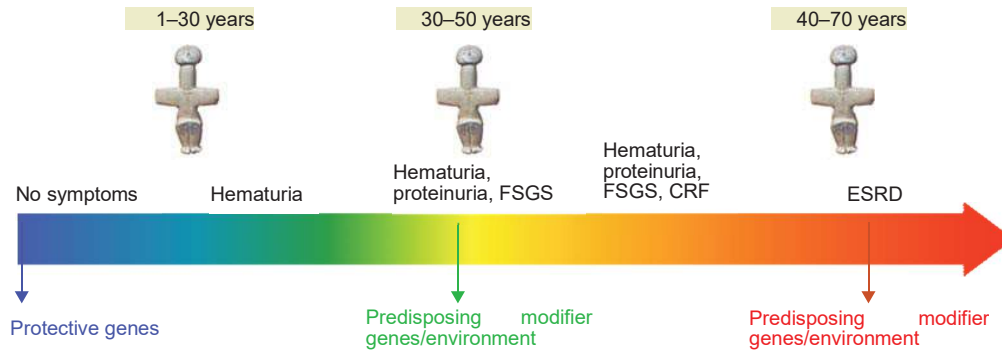 1–30 years
30–50 years
40–70 years
No symptoms
Hematuria
Hematuria,
proteinuria, FSGS
Hematuria,
proteinuria,
FSGS, CRF
ESRD
Protective genes
Predisposing modifier
genes/environment
Predisposing modifier
genes/environment